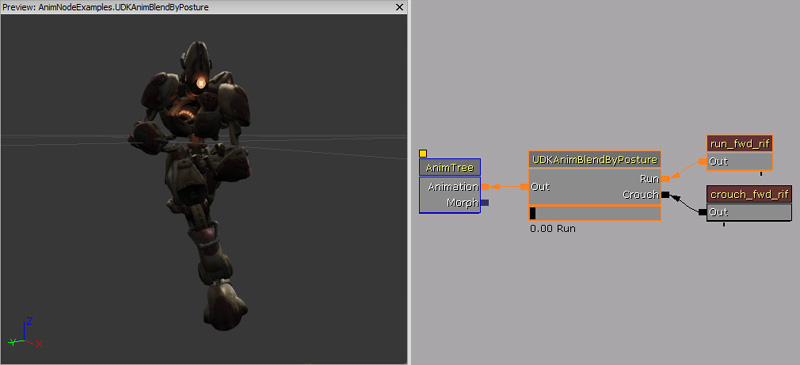 Preview: AnimNodeExamples.UDKAnimBlendByPosture
Z
Y
X
AnimTree
Animation
Morph
UDKAnimBlendByPosture
Out
Run
Crouch
0.00 Run
run_fwd_rif
Out
crouch_fwd_rif
Out